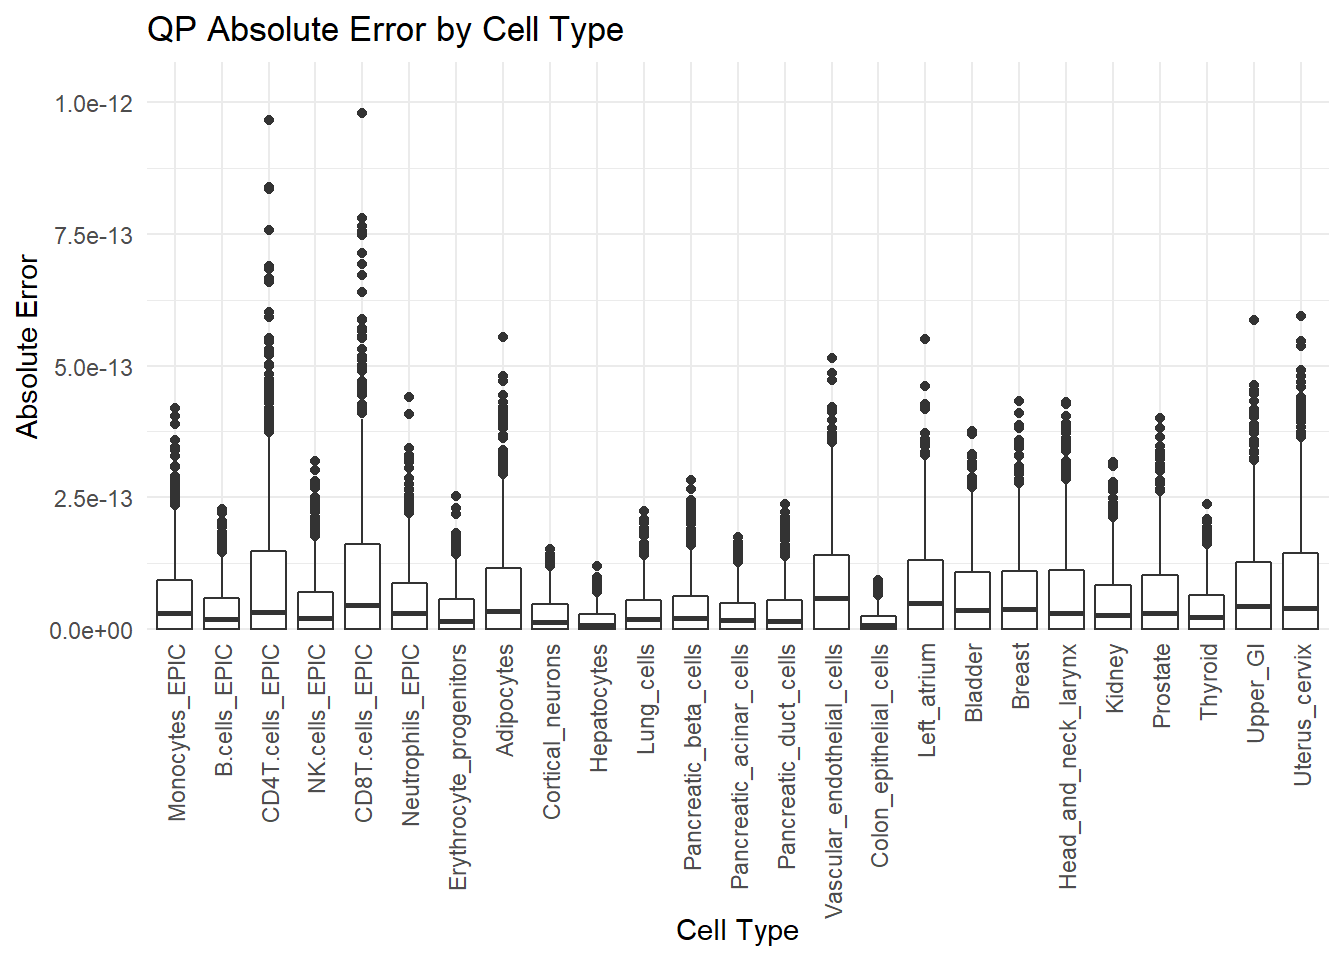 QP Absolute Error by Cell Type
Absolute Error
1.0e-12
7.5e-13
5.0e-13
2.5e-13
0.0e+00
Monocytes_EPIC
B.cells_EPIC
CD4T.cells_EPIC
NK.cells_EPIC
CD8T.cells_EPIC
Neutrophils_EPIC
Erythrocyte_progenitors
Adipocytes
Cortical_neurons
Hepatocytes
Lung_cells
Pancreatic_beta_cells
Pancreatic_acinar_cells
Pancreatic_duct_cells
Vascular_endothelial_cells
Colon_epithelial_cells
Left_atrium
Bladder
Breast
Head_and_neck_larynx
Kidney
Prostate
Thyroid
Upper_GI
Uterus_cervix
Cell Type